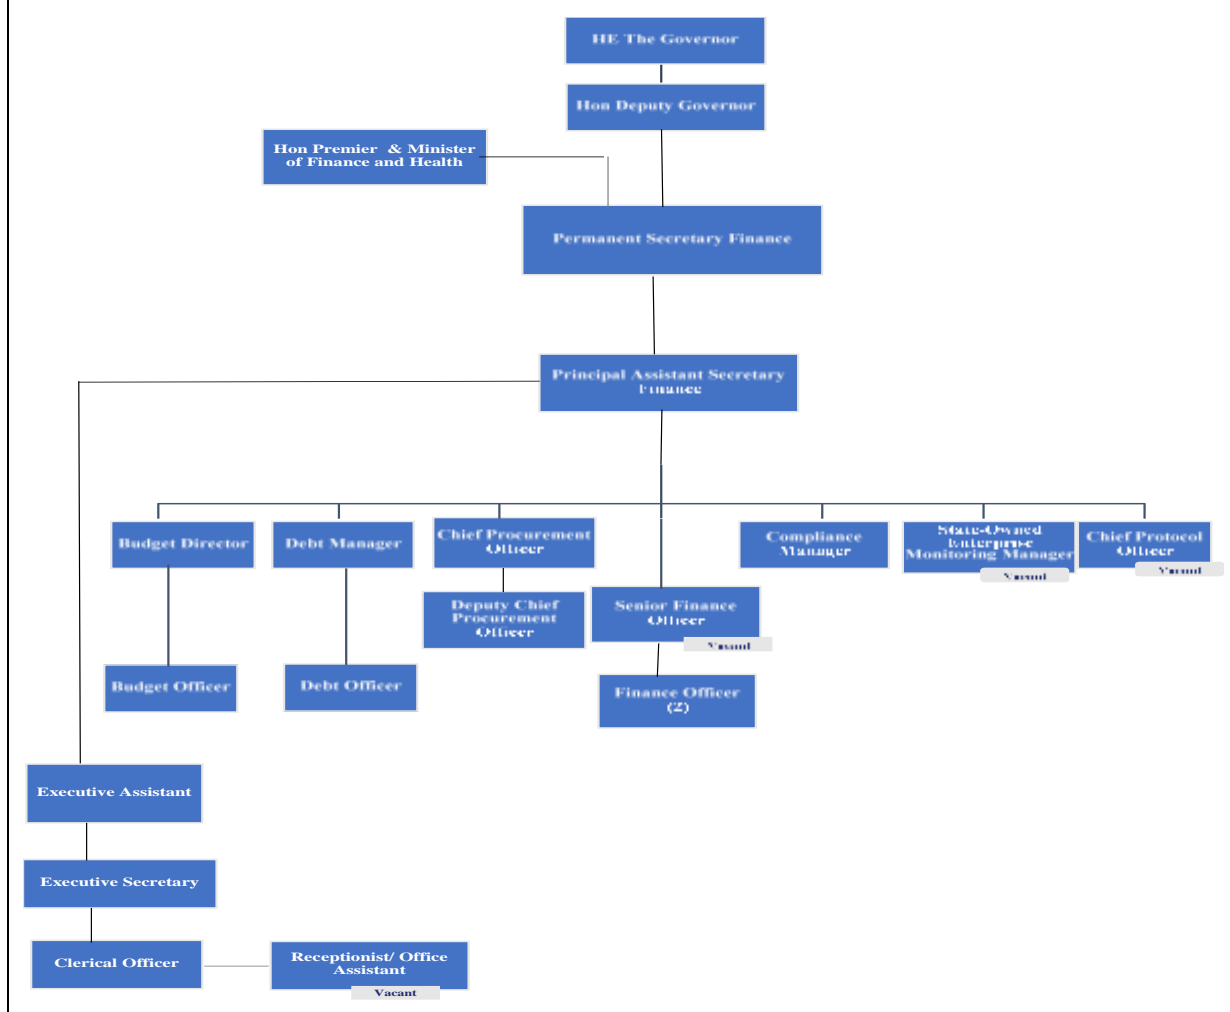 HE The Governor
Hon Deputy Governor
Hon Premier & Minister
of Finance and Health
Permanent Secretary Finance
Principal Assistant Secretary
Finance
Budget Director
Debt Manager
Chief Procurement
Officer
Compliance
Manager
State-Owned
Enterprise
Monitoring Manager
Vacant
Chief Protocol
Officer
Vacant
Deputy Chief
Procurement
Officer
Senior Finance
Officer
Vacant
Budget Officer
Debt Officer
Finance Officer
(2)
Executive Assistant
Executive Secretary
Clerical Officer
Receptionist/ Office
Assistant
Vacant